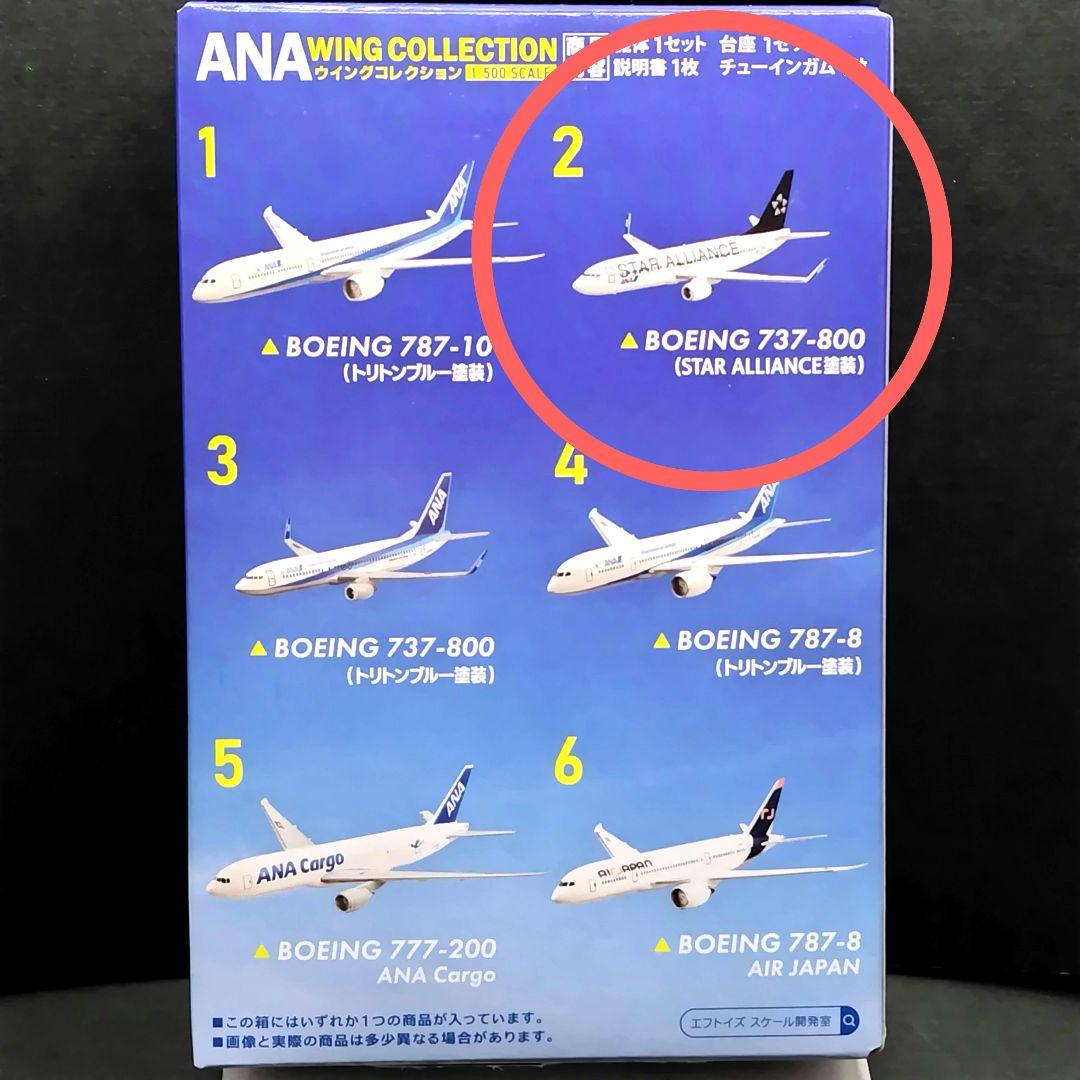 ANA WING COLLECTION
ウイングコレクション 1:500 SCALE
1セット 台座
説明書1枚 チューインガム
1
2
ANA
ANA
STAR ALLIANCE
▲BOEING 787-10
(トリトンブルー塗装)
▲BOEING 737-800
(STAR ALLIANCE塗装)
3
4
ANA
ANA
ANA
ANA
▲BOEING 737-800
(トリトンブルー塗装)
▲BOEING 787-8
(トリトンブルー塗装)
5
6
ANA
ANA Cargo
AIR JAPAN
▲BOEING 777-200
ANA Cargo
▲BOEING 787-8
AIR JAPAN
■この箱にはいずれか1つの商品が入っています。
■画像と実際の商品は多少異なる場合があります。
エフトイズ スケール開発室